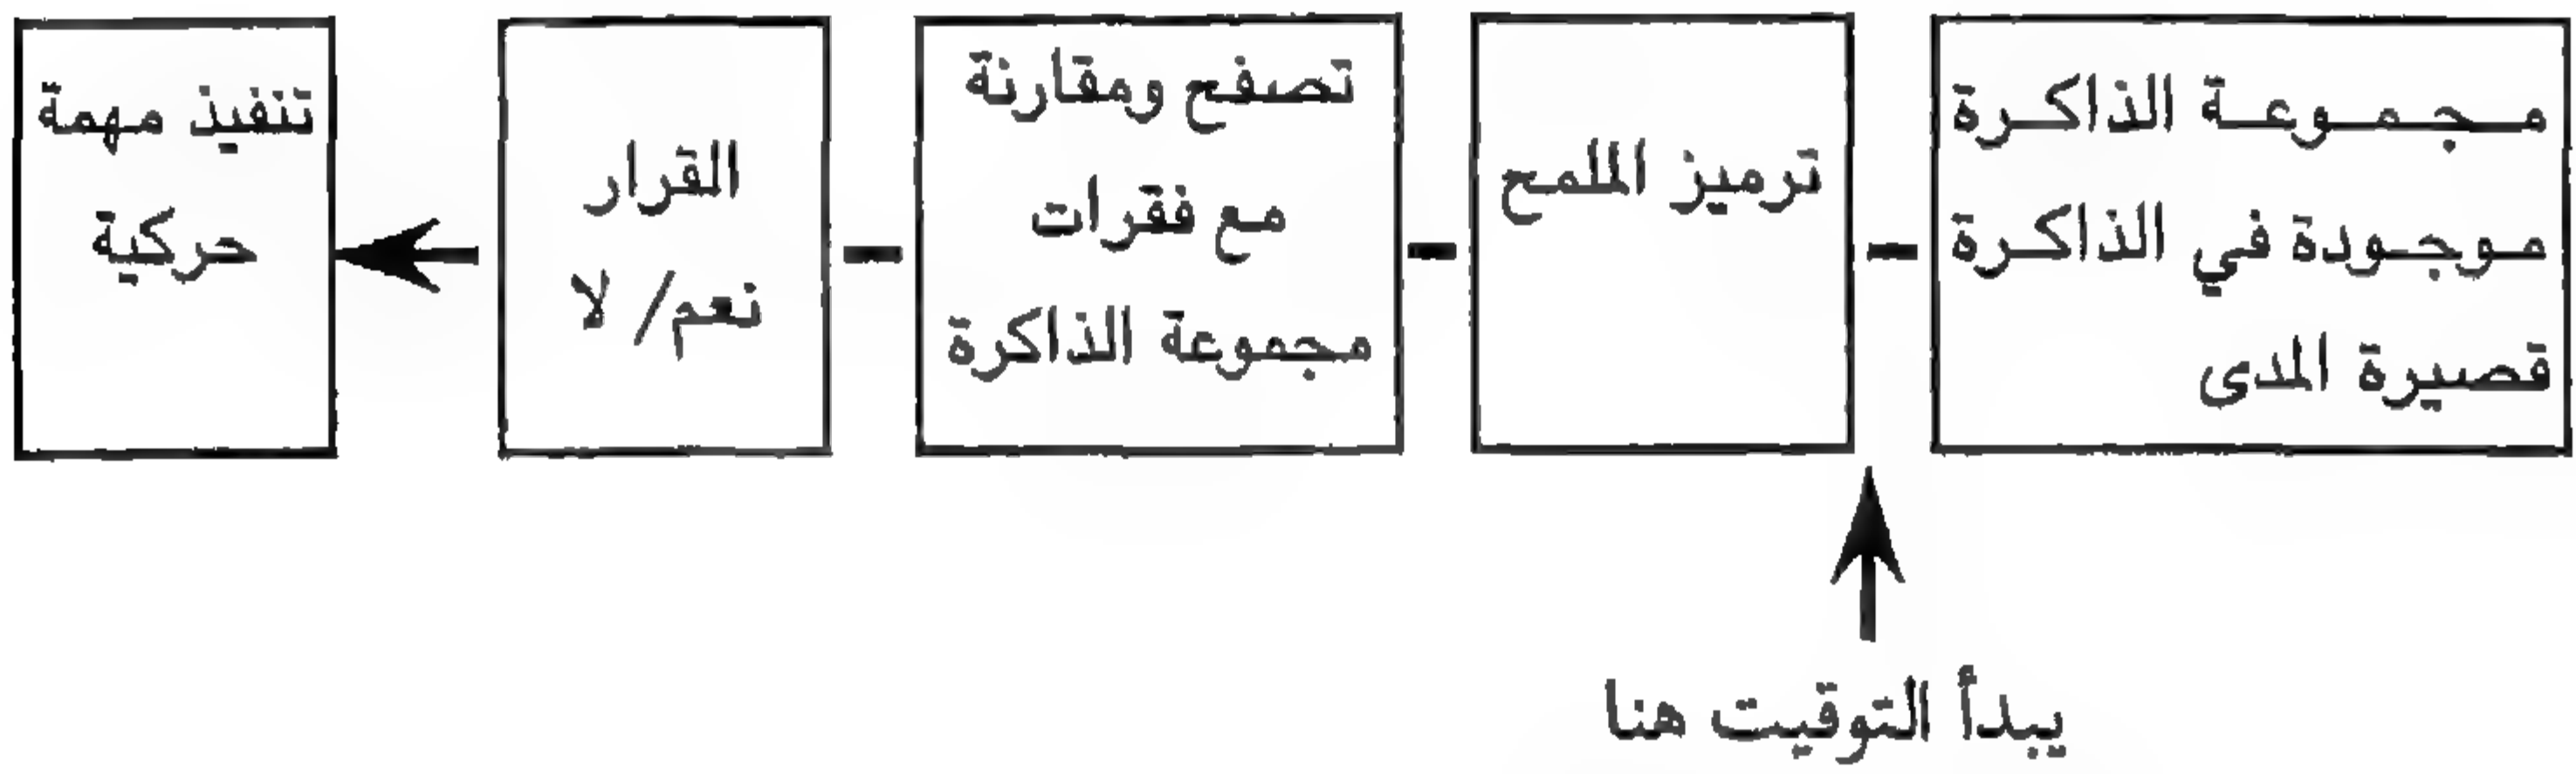 مجموعة الذاكرة
موجودة في الذاكرة
قصيرة المدى
ترميز الملمح
تصفح ومقارنة
مع فقرات
مجموعة الذاكرة
القرار
نعم/ لا
تنفيذ مهمة
حركية
يبدأ التوقيت هنا